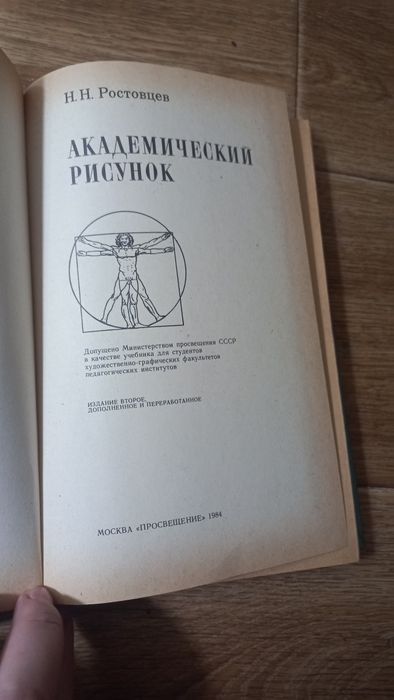 Н. Н. Ростовцев
АКАДЕМИЧЕСКИЙ
РИСУНОК
Допущено Министерством просвещения СССР
в качестве учебника для студентов
художественно-графических факультетов
педагогических институтов
ИЗДАНИЕ ВТОРОЕ,
ДОПОЛНЕННОЕ И ПЕРЕРАБОТАННОЕ
МОСКВА «ПРОСВЕЩЕНИЕ» 1984